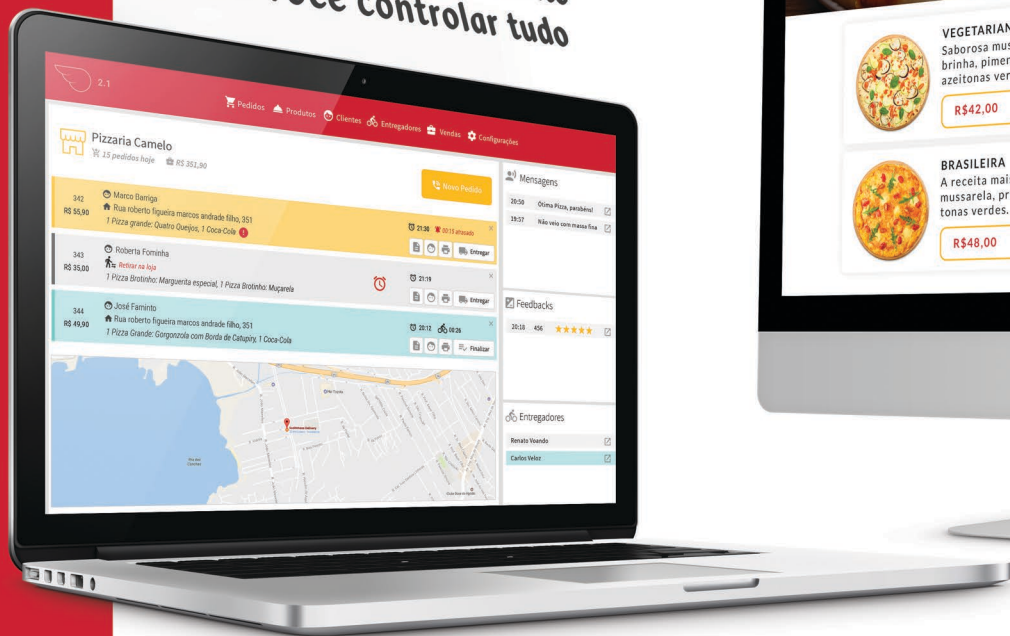 você controlar tudo
2.1
Pedidos
Produtos
Clientes
Entregadores
Vendas
Configurações
Pizzaria Camelo
15 pedidos hoje
R$ 351,90
Novo Pedido
342
R$ 55,90
Marco Barriga
Rua roberto figueira marcos andrade filho, 351
1 Pizza grande: Quatro Queijos, 1 Coca-Cola
21:30
00:10 atrasado
Entregar
343
R$ 35,00
Roberta Fominha
Retirar na loja
1 Pizza Brotinho: Marguerita especial, 1 Pizza Brotinho: Muçarela
21:19
Entregar
344
R$ 49,90
José Faminto
Rua roberto figueira marcos andrade filho, 351
1 Pizza Grande: Gorgonzola com Borda de Catupiry, 1 Coca-Cola
20:12
00:26
Finalizar
Mensagens
20:50 Ótima Pizza, parabéns!
19:57 Não veio com massa fina
Feedbacks
20:18 456
Entregadores
Renato Voando
Carlos Veloz
VEGETARIAN
Saborosa mus
brinha, pimen
azeitonas ver
R$42,00
BRASILEIRA
A receita mai
mussarela, pr
tonas verdes.
R$48,00